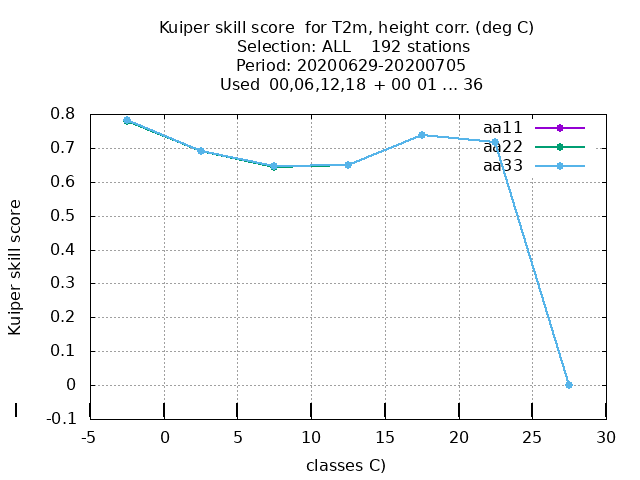 Kuiper skill score  for T2m, height corr. (deg C)
Selection: ALL    192 stations
Period: 20200629-20200705
Used  00,06,12,18  + 00 01 ... 36
aa11
aa22
aa33
0.8
0.7
0.6
0.5
0.4
0.3
0.2
0.1
0
-0.1
Kuiper skill score
-5
0
5
10
15
20
25
30
classes C)